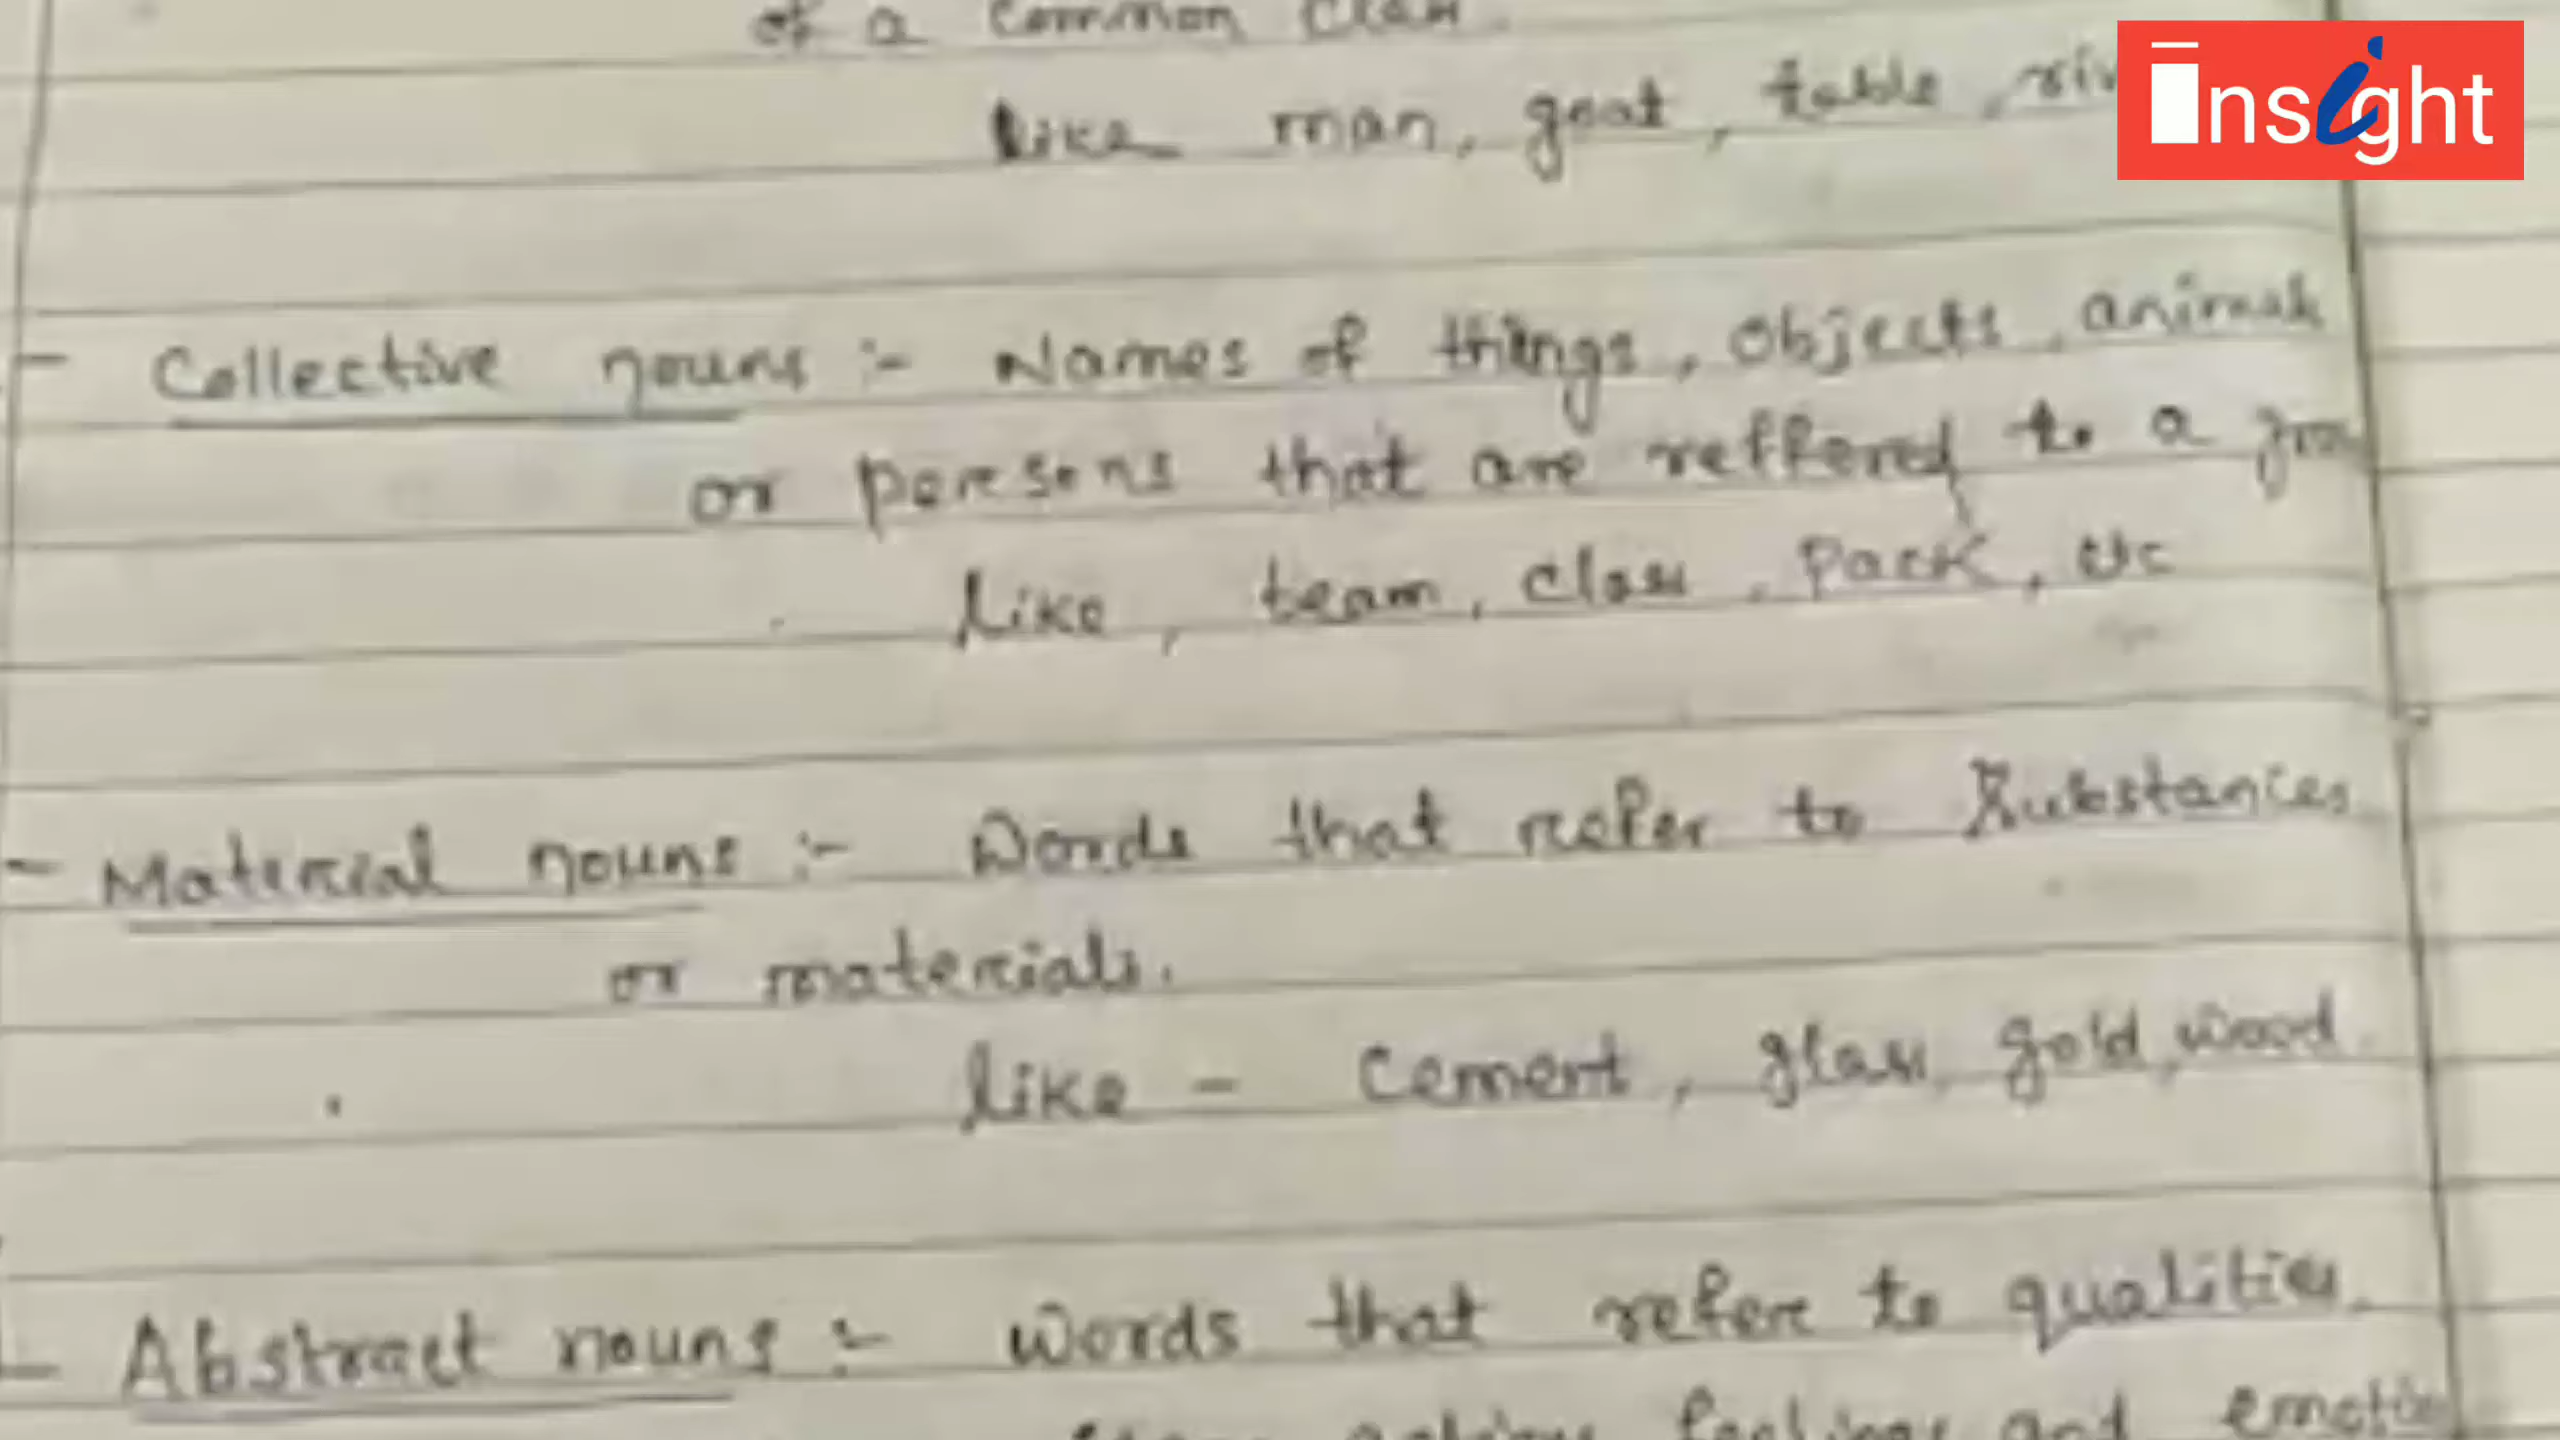 of a Common Class.
like man, goat, table,
Insight
- Collective nouns :- Names of things, objects, animals
or persons that are reffered to a
like, team, class, pack, etc
- Material nouns :- Words that refer to Substances
or materials.
like - Cement, glass, gold, wood.
- Abstract nouns :- Words that refer to qualities
actions, feelings and